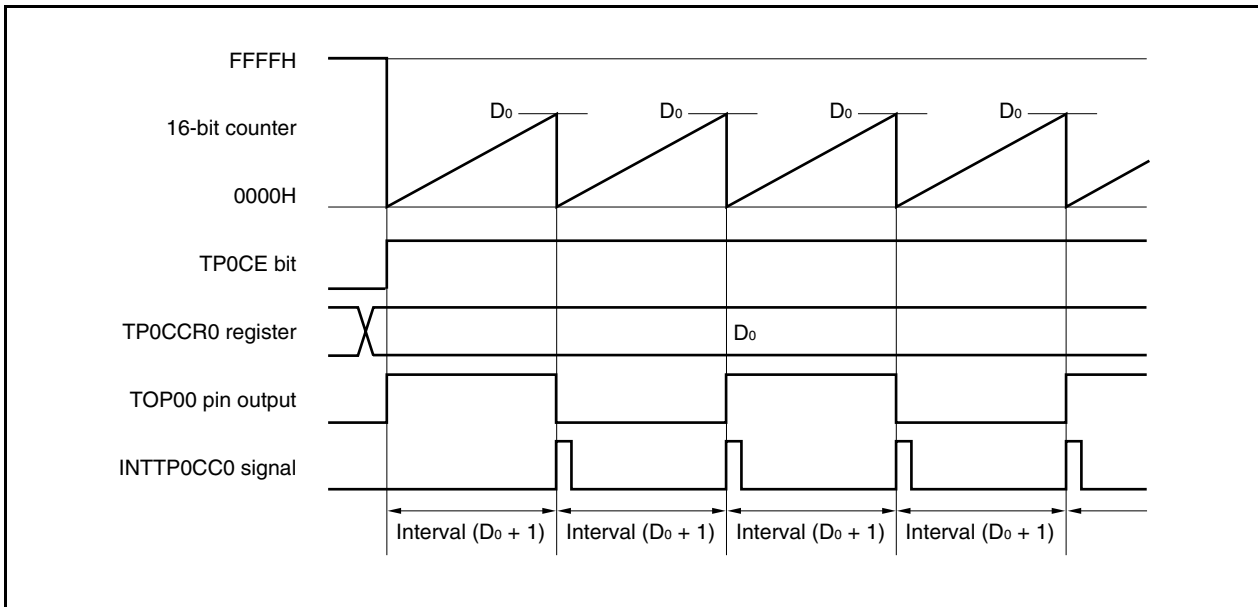 FFFFH
D0 D0 D0 D0
16-bit counter
0000H
TP0CE bit
TP0CCR0 register
D0
TOP00 pin output
INTTP0CC0 signal
Interval (D0 + 1) Interval (D0 + 1) Interval (D0 + 1) Interval (D0 + 1)